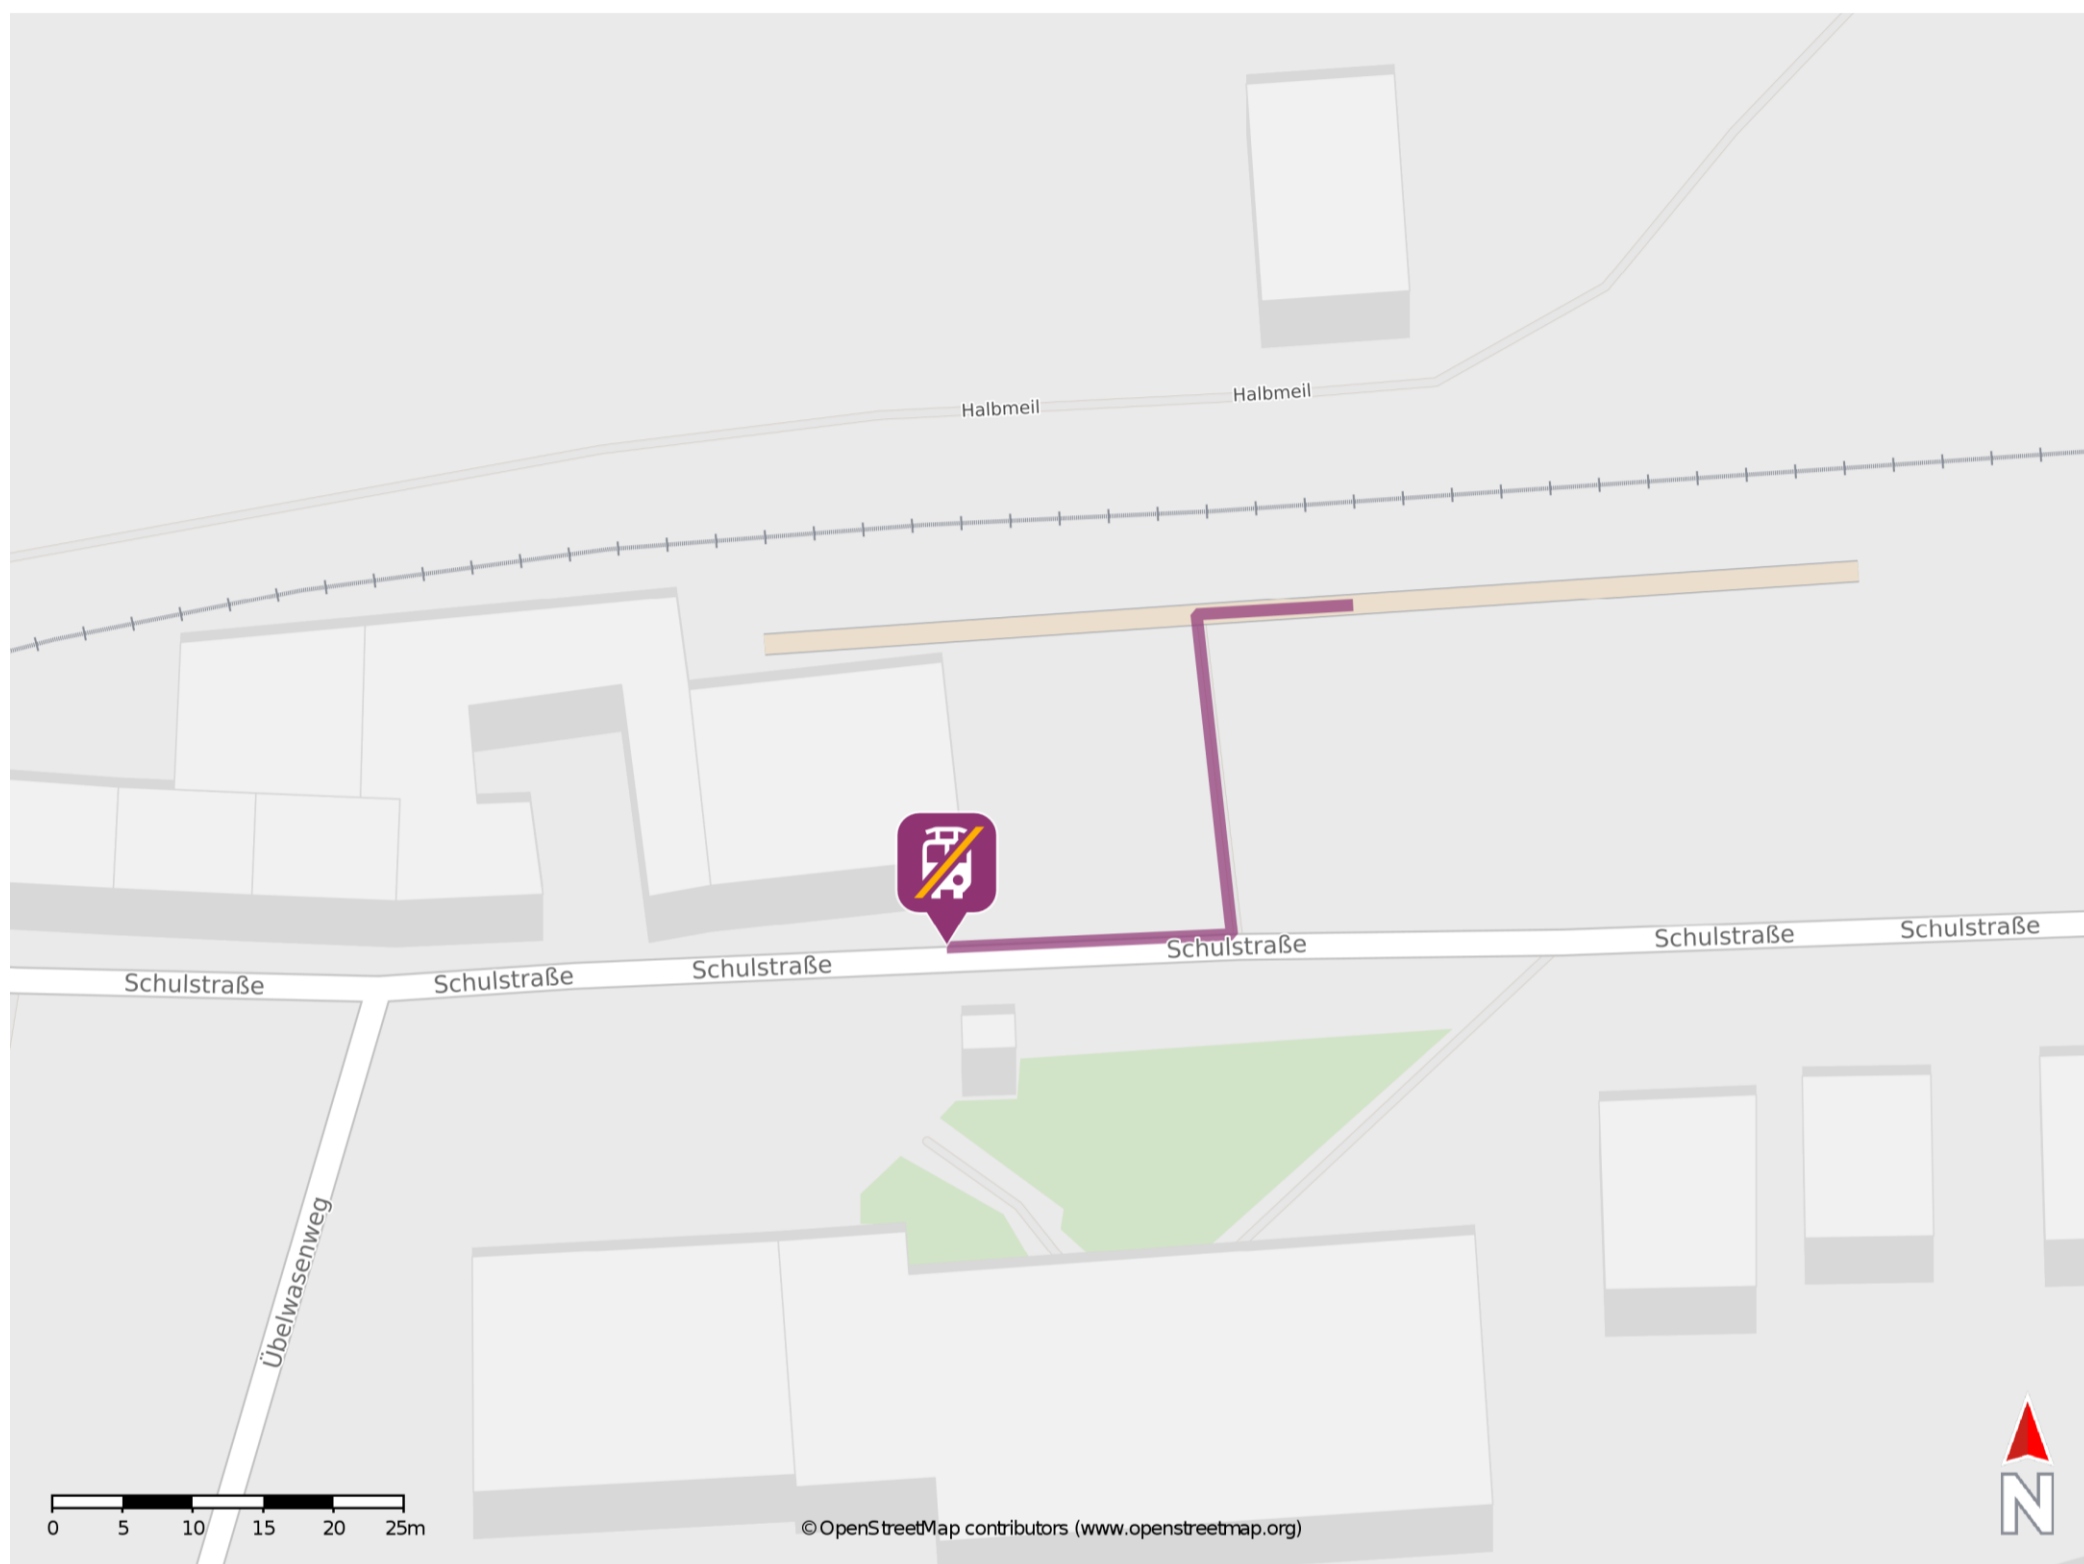 Halbmeil
Halbmeil
Schulstraße
Schulstraße
Schulstraße
Schulstraße
Schulstraße
Schulstraße
Übelwasenweg
0 5 10 15 20 25m
© OpenStreetMap contributors (www.openstreetmap.org)
N